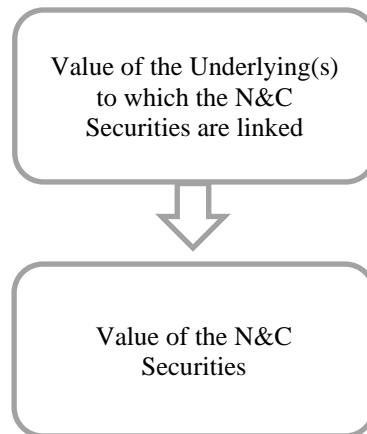 Value of the Underlying(s)
to which the N&C
Securities are linked
Value of the N&C
Securities